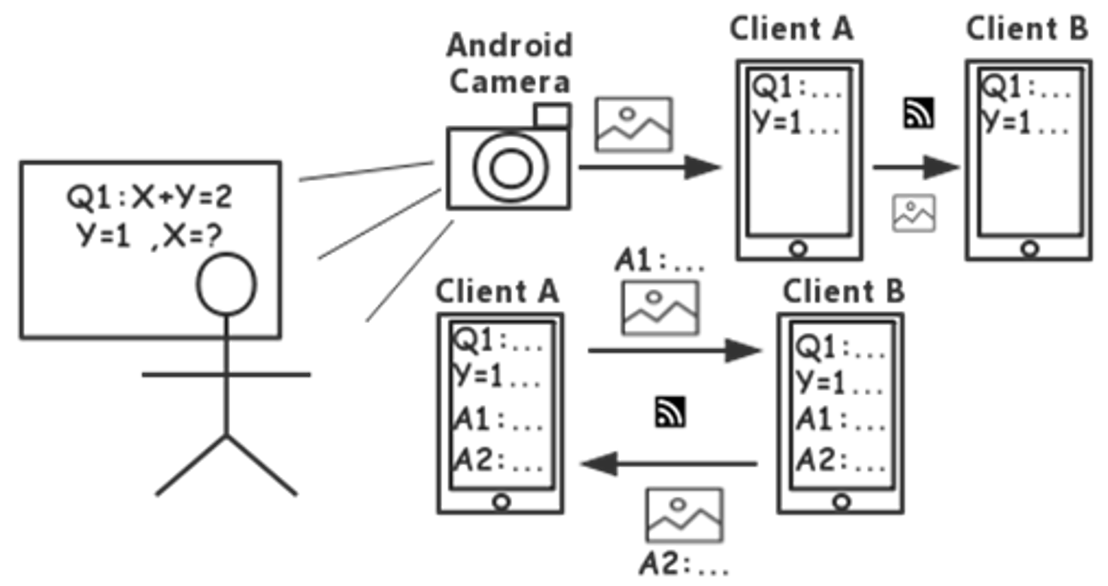 Android
Camera
Client A
Client B
Q1:X+Y=2
Y=1 ,X=?
Q1:...
Y=1...
Q1:...
Y=1...
Client A
A1:...
Client B
Q1:...
Y=1...
A1:...
A2:...
Q1:...
Y=1...
A1:...
A2:...
A2:...